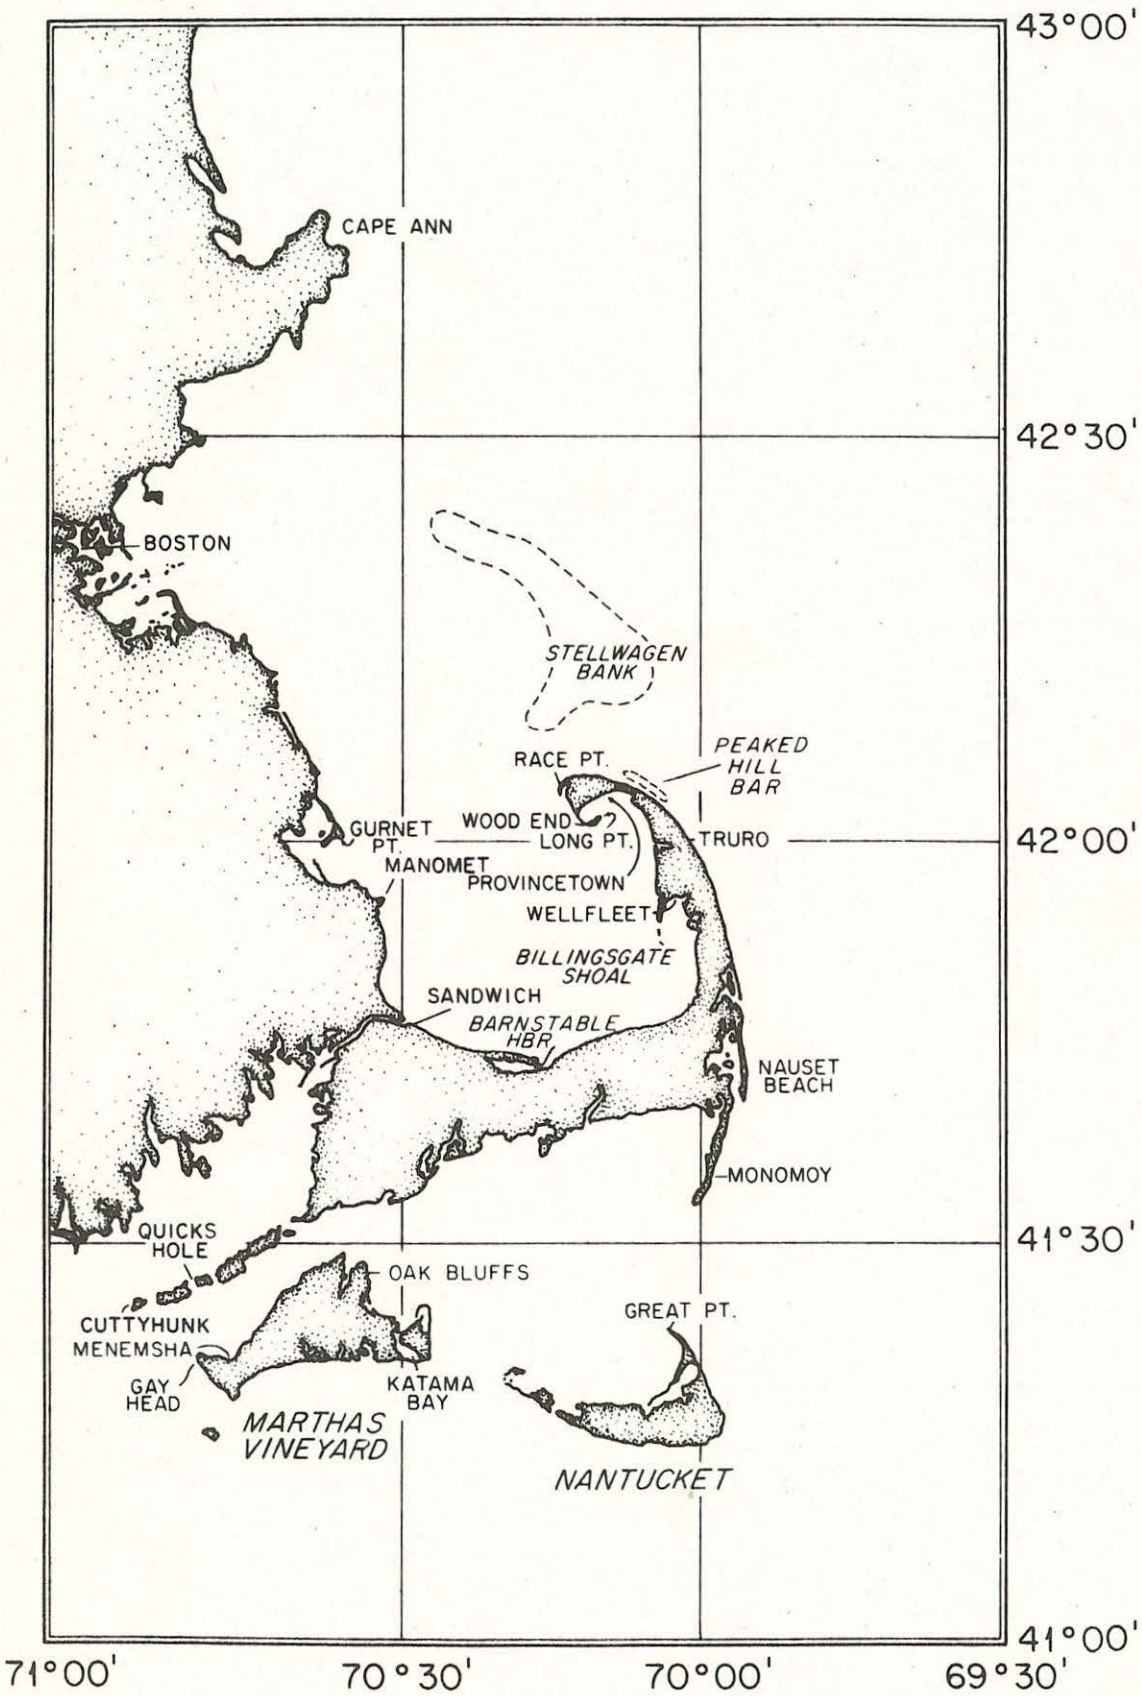 43°00'
CAPE ANN
42°30'
BOSTON
STELLWAGEN
BANK
PEAKED
HILL
BAR
RACE PT.
WOOD END
LONG PT.
GURNET
PT.
TRURO
42°00'
MANOMET
PROVINCETOWN
WELLFLEET
BILLINGSGATE
SHOAL
SANDWICH
BARNSTABLE
HBR
NAUSET
BEACH
MONOMOY
QUICKS
HOLE
41°30'
OAK BLUFFS
CUTTYHUNK
MENEMSHA
GREAT PT.
GAY
HEAD
KATAMA
BAY
MARTHAS
VINEYARD
NANTUCKET
41°00'
71°00'
70°30'
70°00'
69°30'